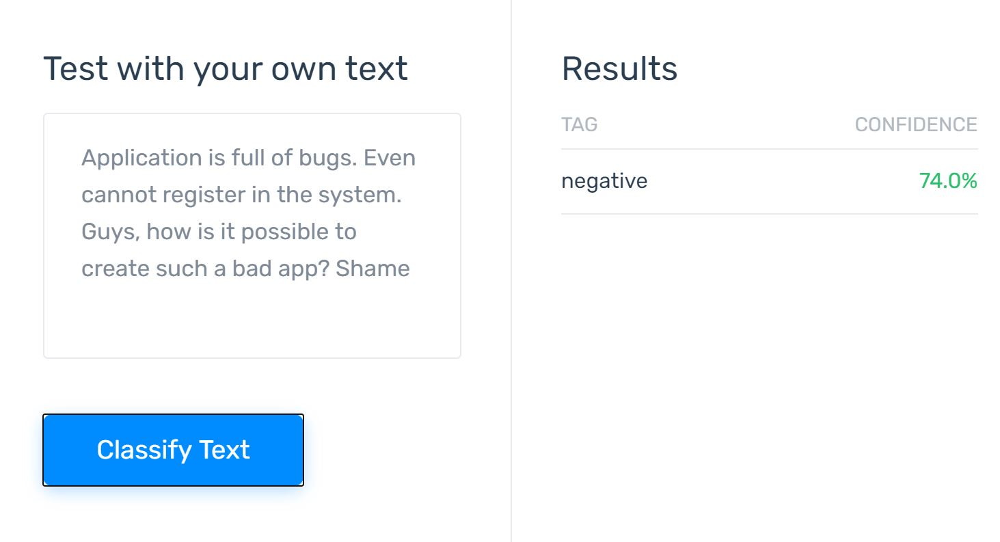 Test with your own text
Application is full of bugs. Even
cannot register in the system.
Guys, how is it possible to
create such a bad app? Shame
Classify Text
Results
TAG CONFIDENCE
negative 74.0%